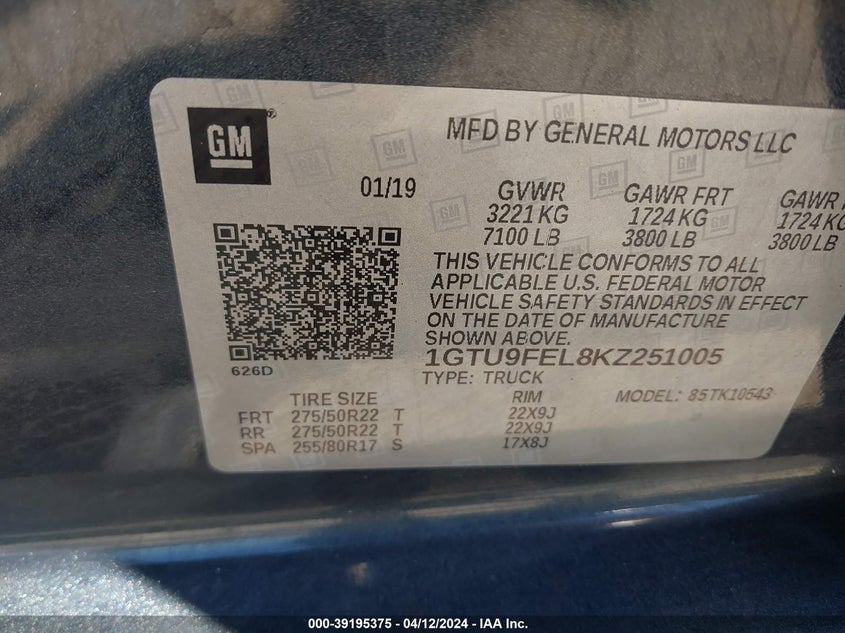 GM
MFD BY GENERAL MOTORS LLC
01/19 GVWR GAWR FRT GAWR
3221 KG 1724 KG 1724 KG
7100 LB 3800 LB 3800 LB
THIS VEHICLE CONFORMS TO ALL
APPLICABLE U.S. FEDERAL MOTOR
VEHICLE SAFETY STANDARDS IN EFFECT
ON THE DATE OF MANUFACTURE
SHOWN ABOVE.
1GTU9FEL8KZ251005
626D
TYPE: TRUCK
TIRE SIZE RIM MODEL: 85TK10543
FRT 275/50R22 T 22X9J
RR 275/50R22 T 22X9J
SPA 255/80R17 S 17X8J
000-39195375 - 04/12/2024 - IAA Inc.